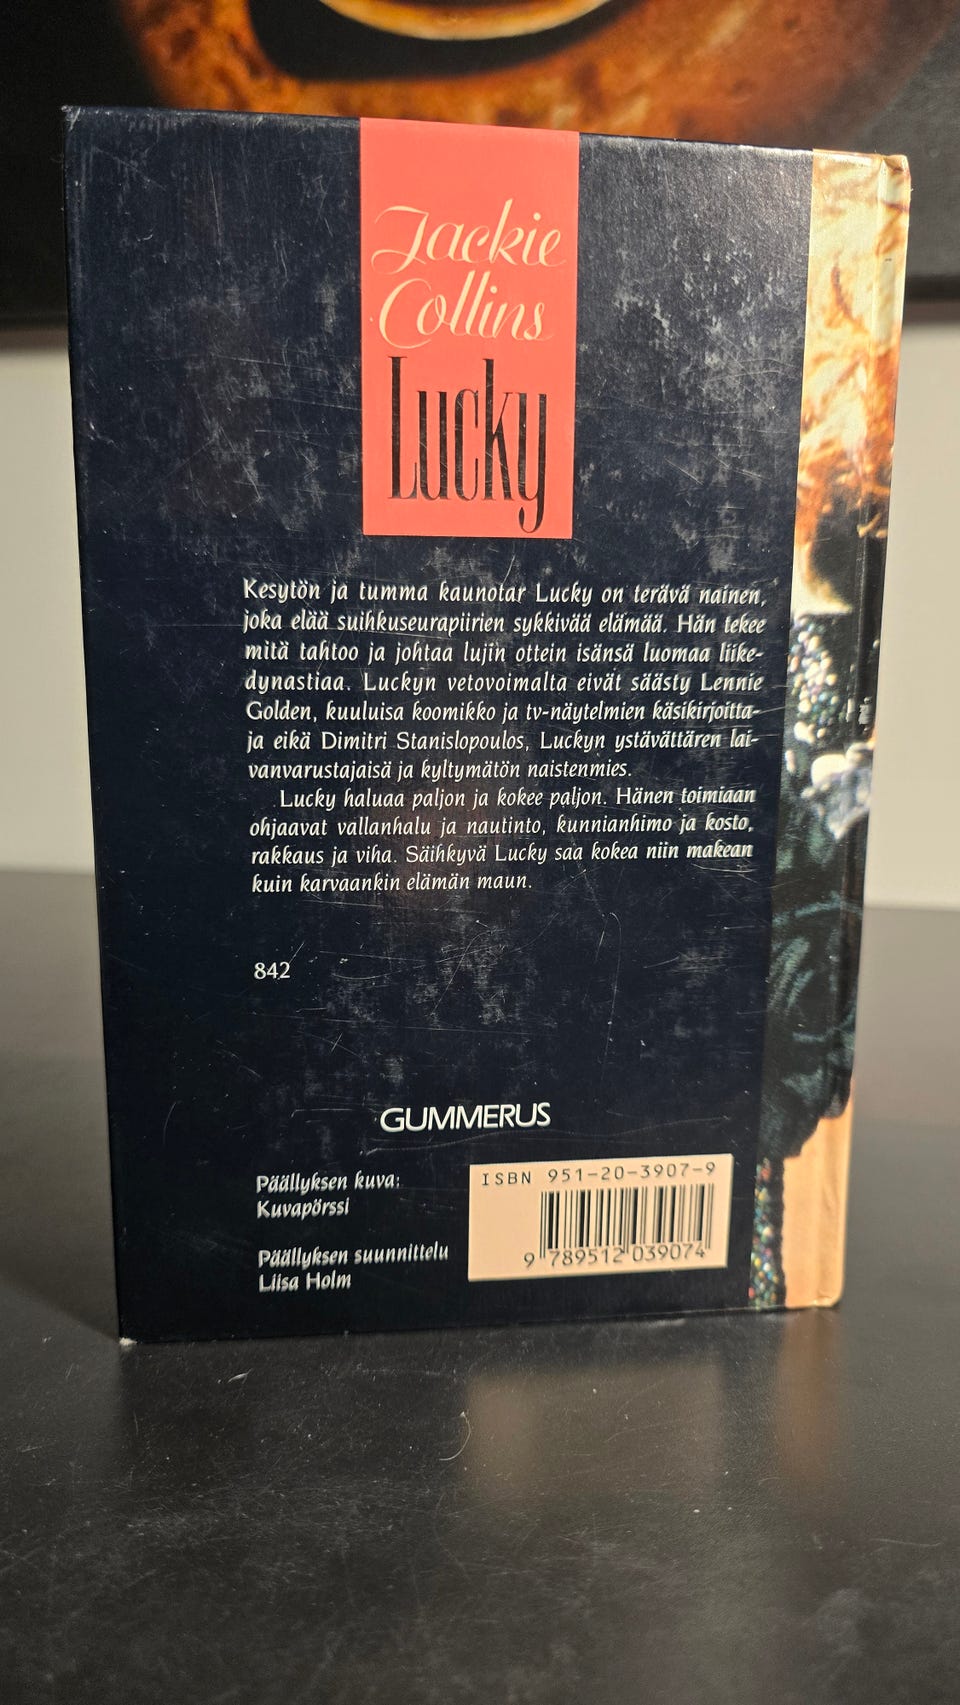 Jackie
Collins
Lucky
Kesytön ja tumma kaunotar Lucky on terävä nainen,
joka elää suihkuseurapiirien sykkivää elämää. Hän tekee
mitä tahtoo ja johtaa lujin ottein isänsä luomaa liike-
dynastiaa. Luckyn vetovoimalta eivät säästy Lennie
Golden, kuuluisa koomikko ja tv-näytelmien käsikirjoitta-
ja eikä Dimitri Stanislopoulos, Luckyn ystävättären lai-
vanvarustajaisä ja kyltymätön naistenmies.
Lucky haluaa paljon ja kokee paljon. Hänen toimiaan
ohjaavat vallanhalu ja nautinto, kunnianhimo ja kosto,
rakkaus ja viha. Säihkyvä Lucky saa kokea niin makean
kuin karvaankin elämän maun.
842
GUMMERUS
Päällyksen kuva:
Kuvapörssi
Päällyksen suunnittelu
Liisa Holm
ISBN 951-20-3907-9
9 789512 039074